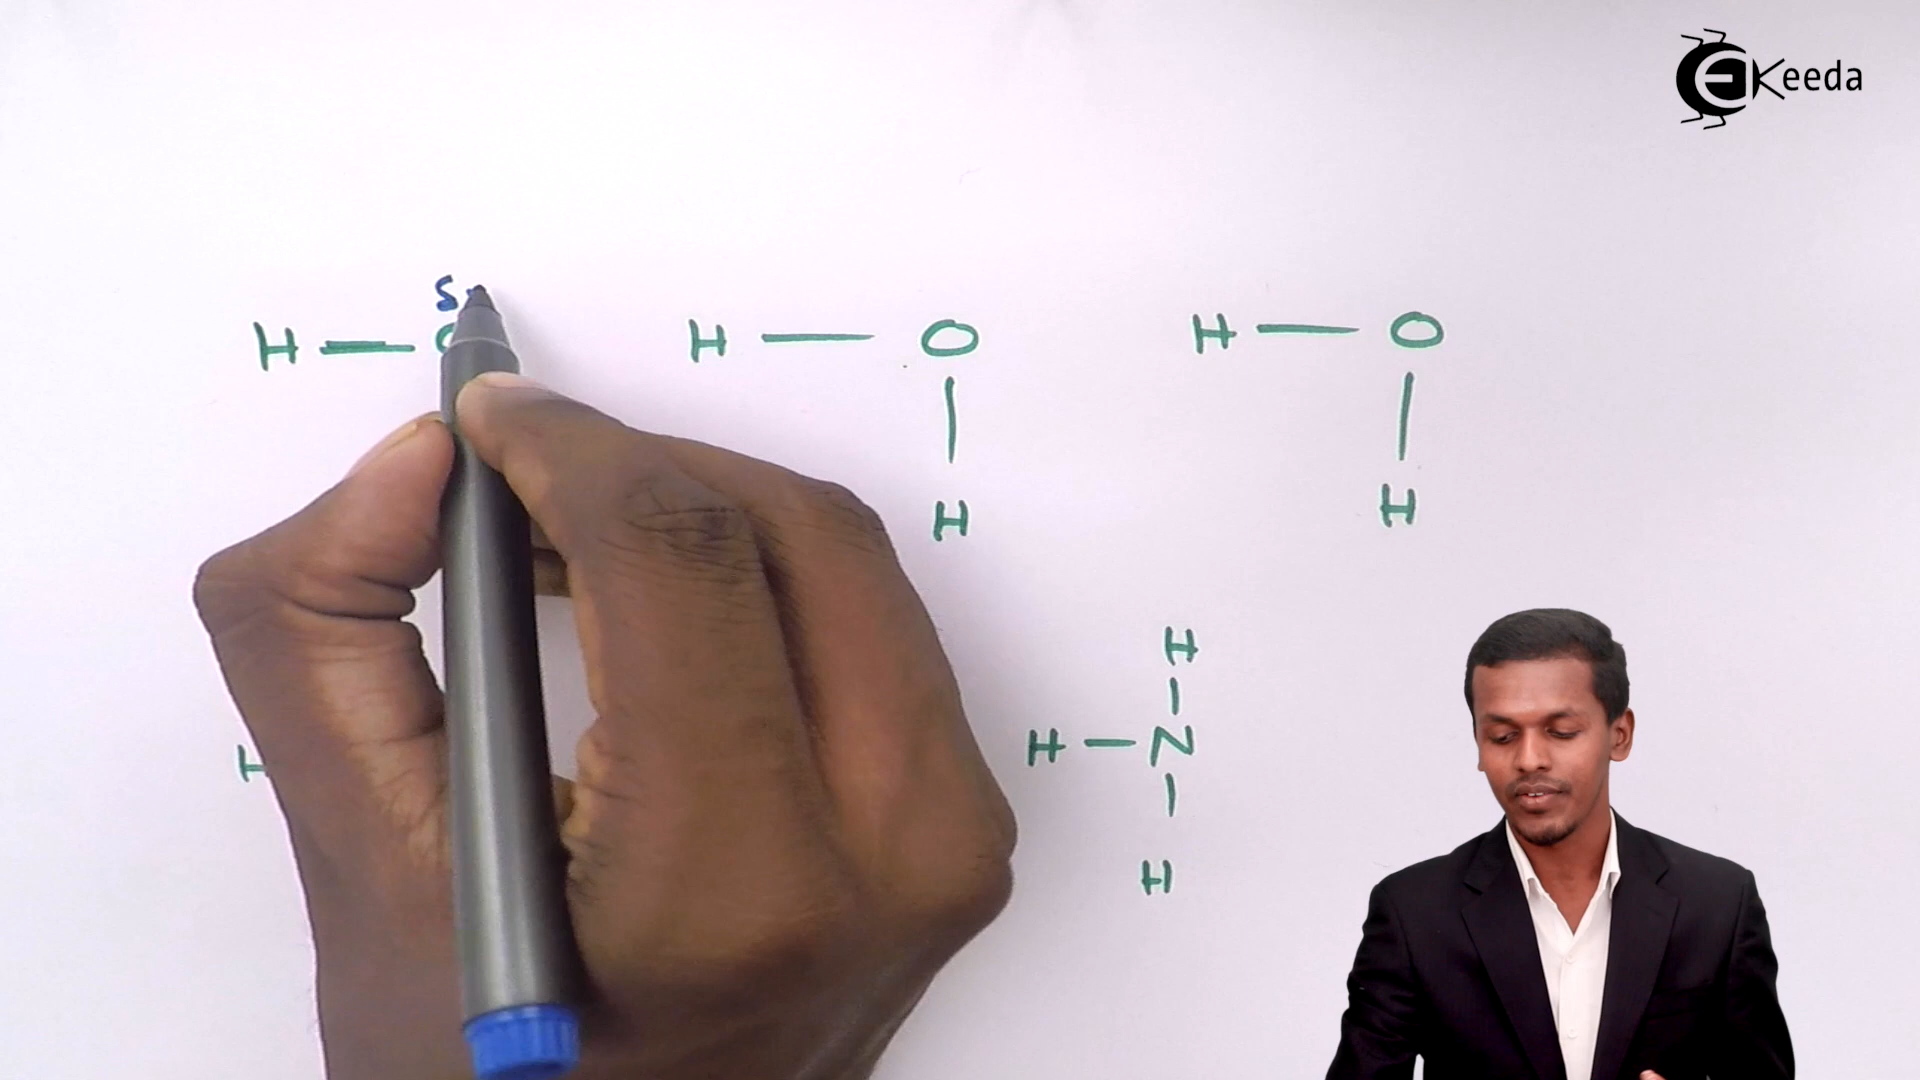 Keeda
δ-
H — O H — O H — O
H H
H
H H — N
H